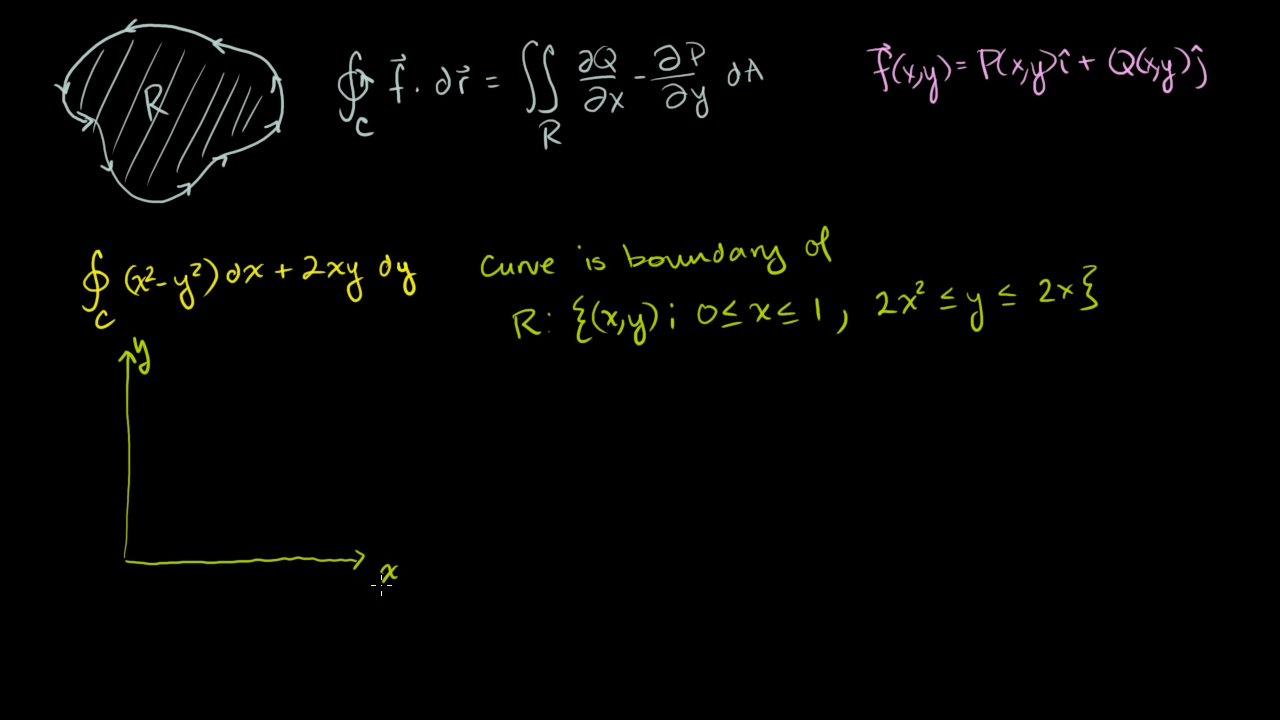 R
∮_C f⃗ · dr⃗ = ∬_R ∂Q/∂x - ∂P/∂y dA
f⃗(x,y) = P(x,y)î + Q(x,y)ĵ
∮_C (x² - y²) dx + 2xy dy
Curve is boundary of
R: {(x,y) ; 0 ≤ x ≤ 1, 2x² ≤ y ≤ 2x}
y
x